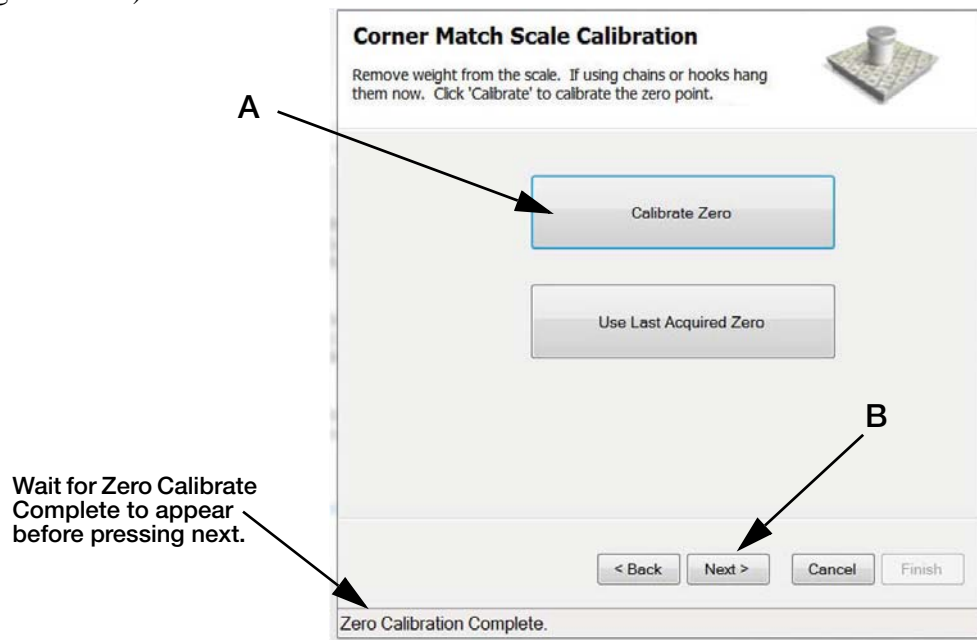 Corner Match Scale Calibration
Remove weight from the scale. If using chains or hooks hang
them now. Click 'Calibrate' to calibrate the zero point.
A
Calibrate Zero
Use Last Acquired Zero
B
Wait for Zero Calibrate
Complete to appear
before pressing next.
< Back Next > Cancel Finish
Zero Calibration Complete.